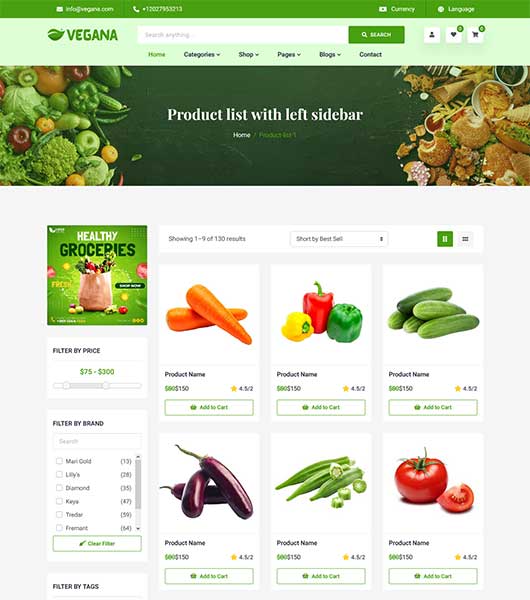 info@vegana.com +12027953213 Currency Language
VEGANA Search anything ... SEARCH 0 0
Home Categories Shop Pages Blogs Contact
Product list with left sidebar
Home / Product list 1
HEALTHY
GROCERIES
FRESH
SHOP NOW
Showing 1–9 of 130 results Short by Best Sell
Product Name Product Name Product Name
$80$150 4.5/2 $80$150 4.5/2 $80$150 4.5/2
Add to Cart Add to Cart Add to Cart
FILTER BY PRICE
$75 - $300
FILTER BY BRAND
Search
Mari Gold (13)
Lilly's (28)
Diamond (35)
Keya (47)
Tredar (59)
Fremant (64)
Clear Filter
Product Name Product Name Product Name
$80$150 4.5/2 $80$150 4.5/2 $80$150 4.5/2
Add to Cart Add to Cart Add to Cart
FILTER BY TAGS